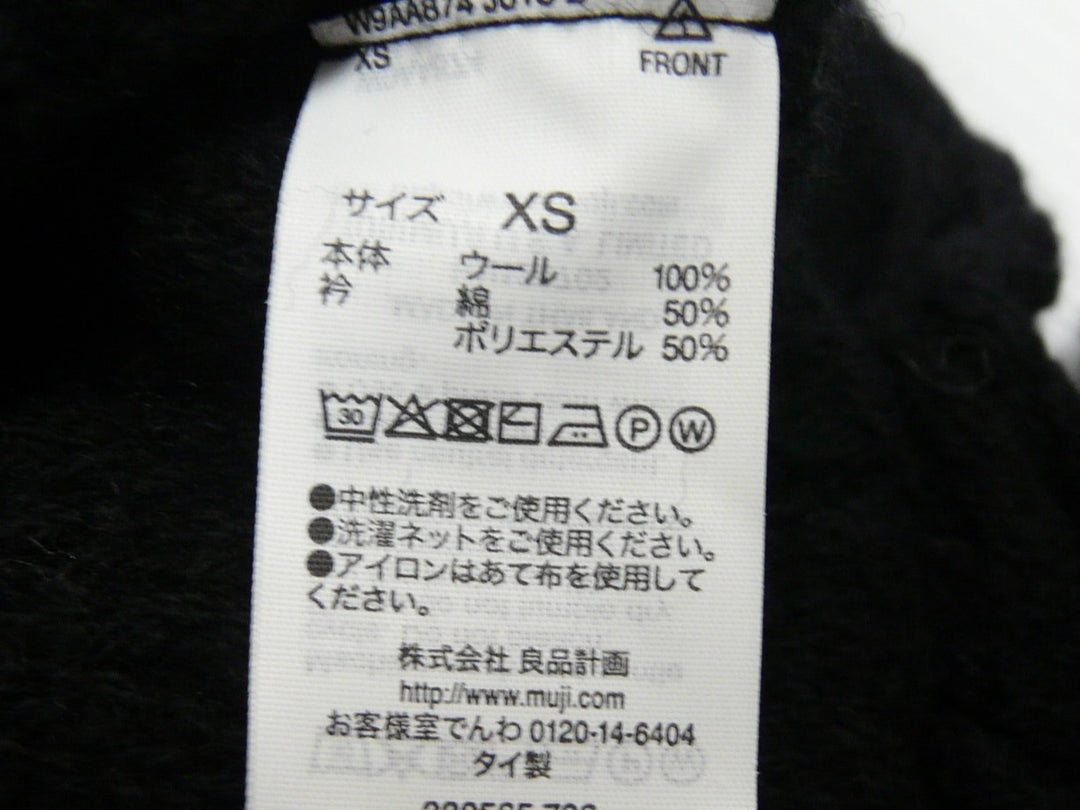 XS
FRONT
サイズ XS
本体 ウール 100%
衿 綿 50%
ポリエステル 50%
30 P W
●中性洗剤をご使用ください。
●洗濯ネットをご使用ください。
●アイロンはあて布を使用して
ください。
株式会社 良品計画
http://www.muji.com
お客様室でんわ 0120-14-6404
タイ製